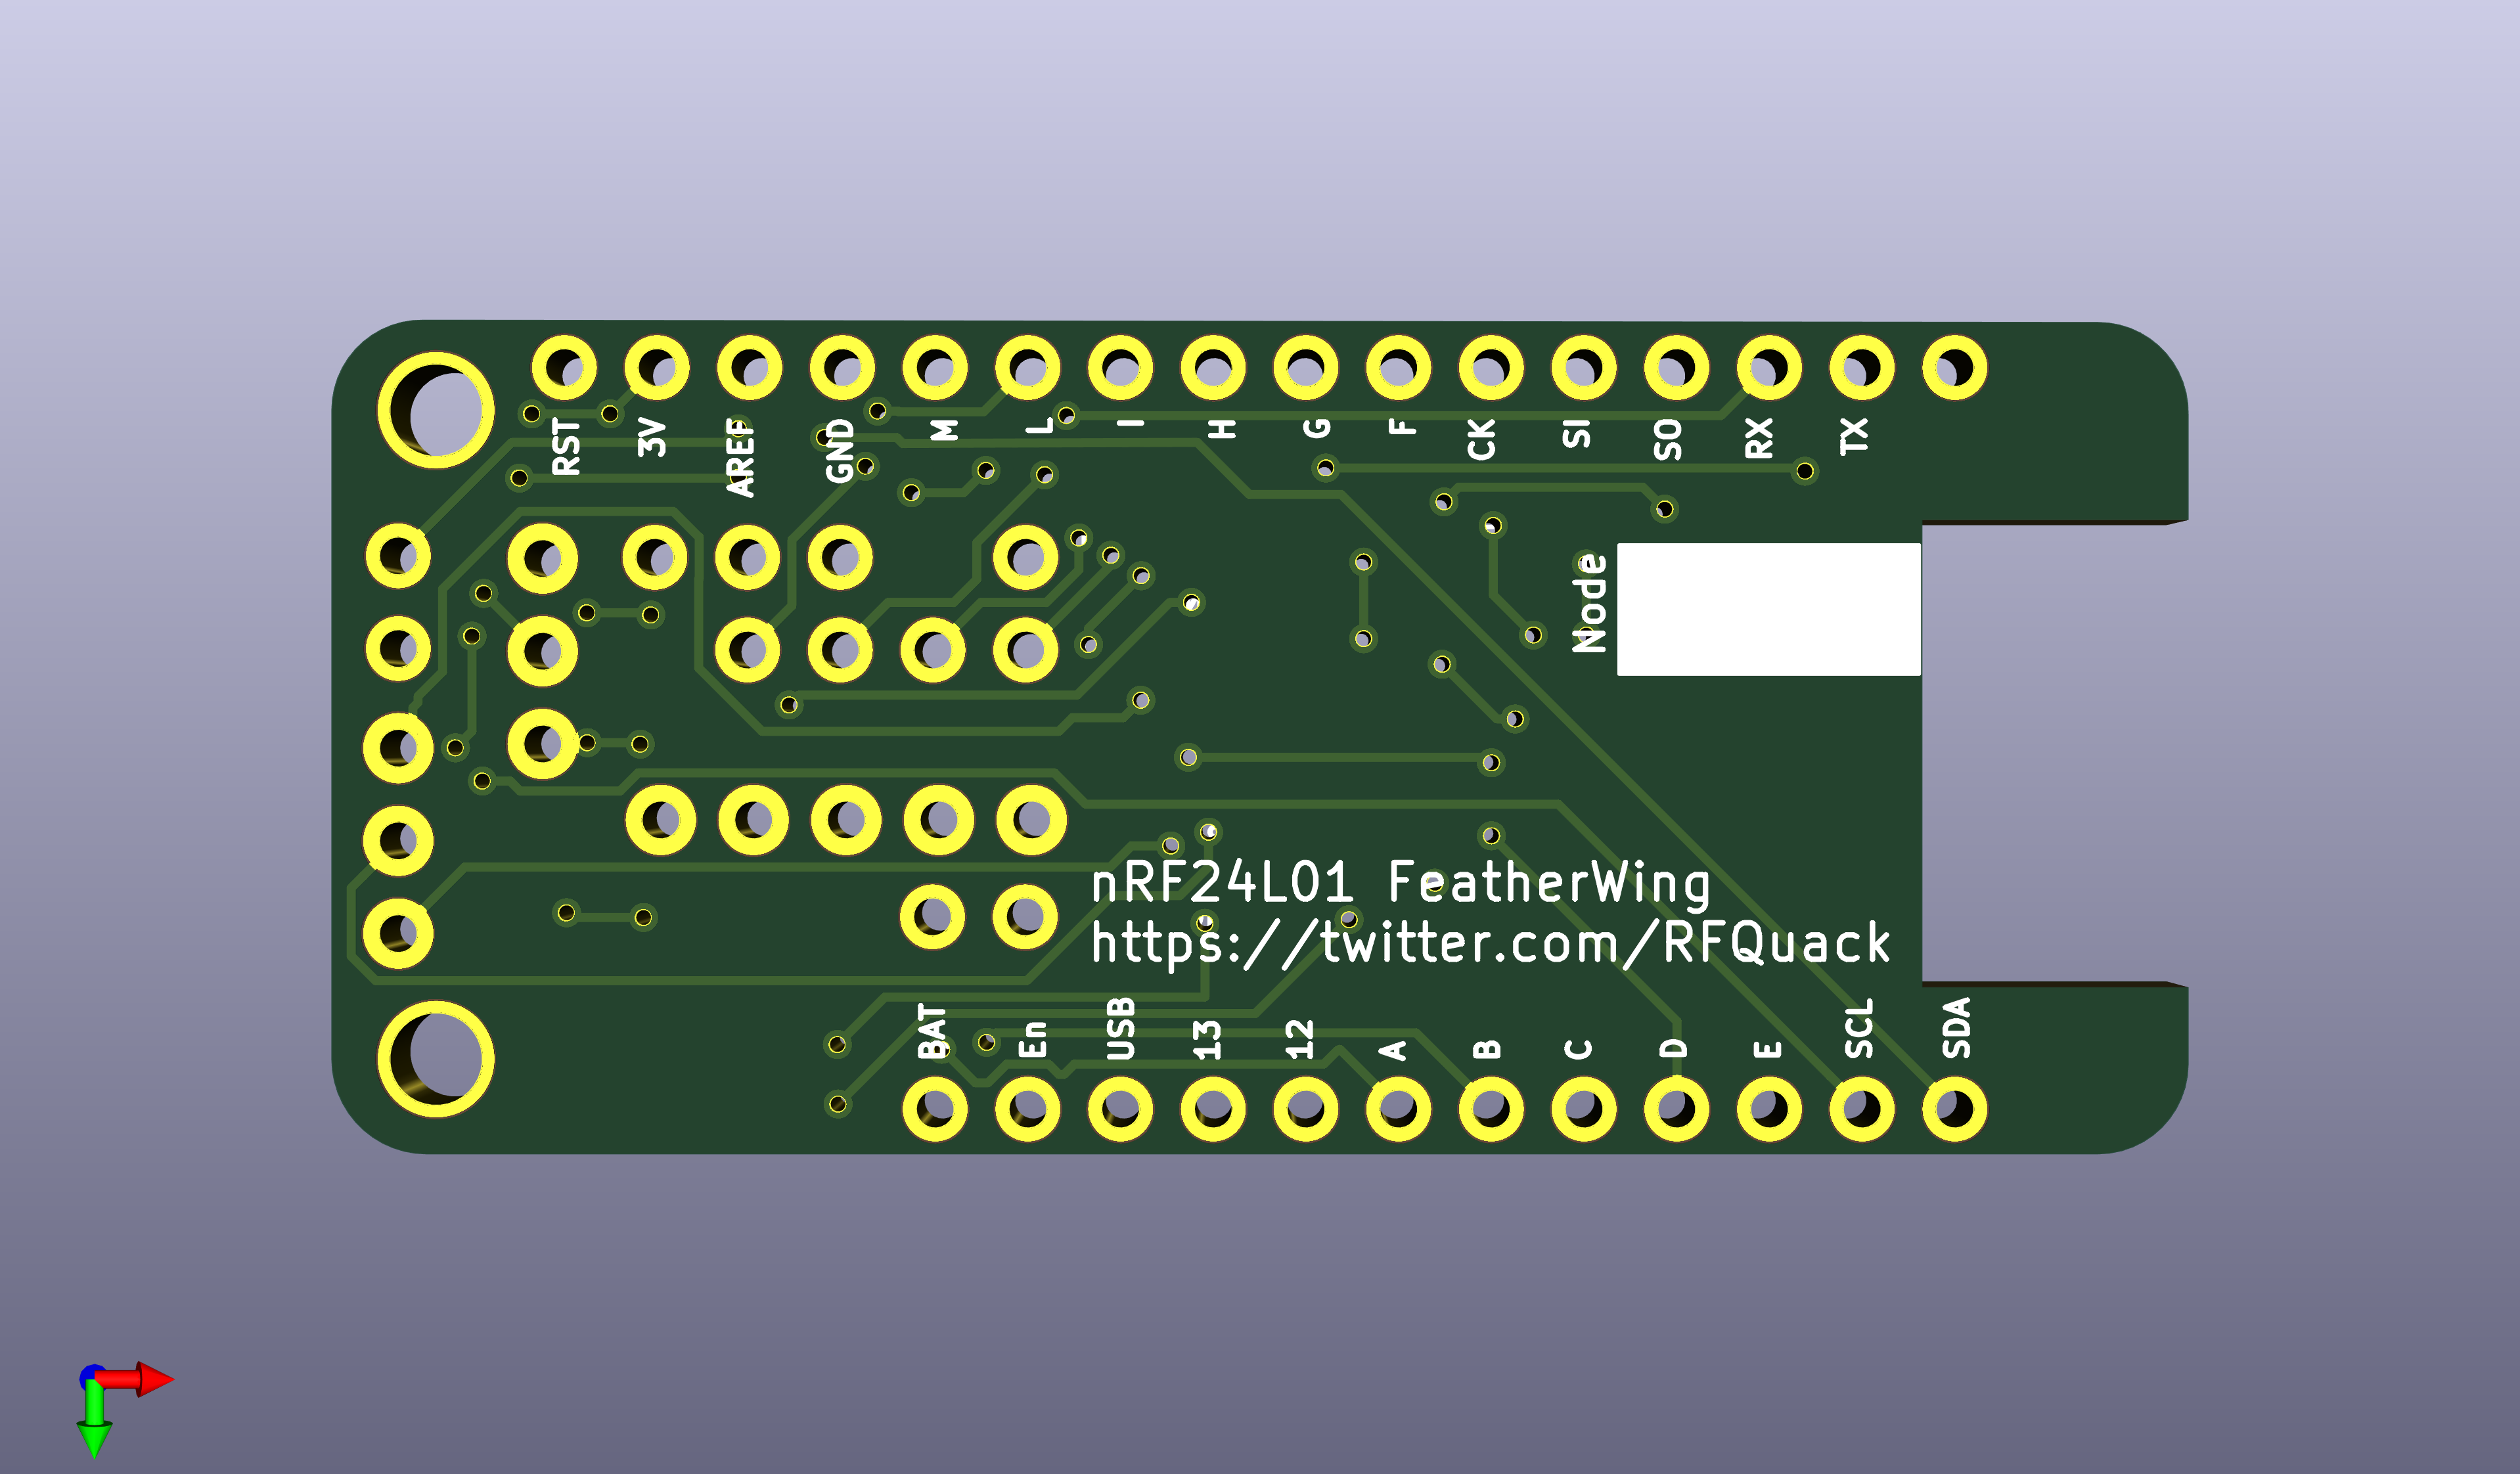 RST 3V AREF GND M L I H G F CK SI SO RX TX
Node
nRF24L01 FeatherWing
https://twitter.com/RFQuack
BAT En USB 13 12 A B C D E SCL SDA